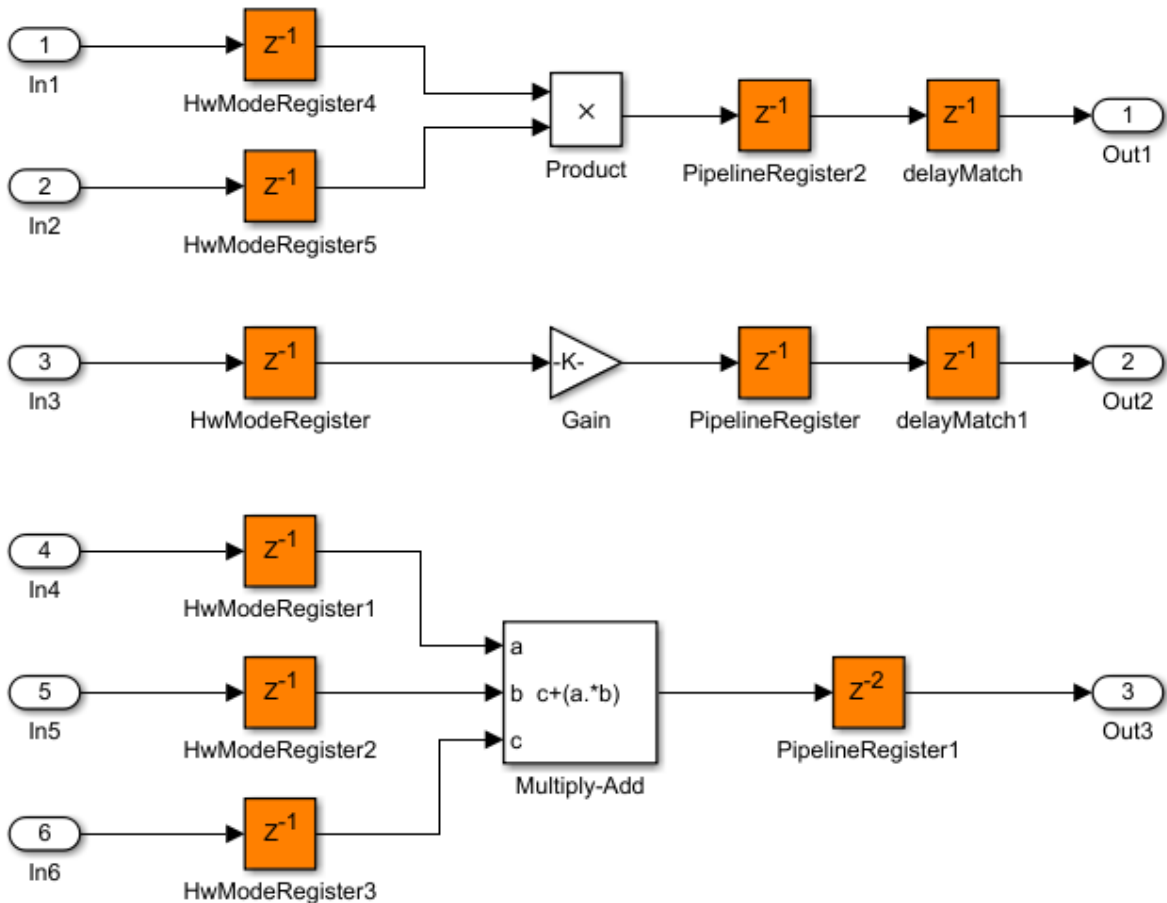 1
In1
Z-1
HwModeRegister4
2
In2
Z-1
HwModeRegister5
×
Product
Z-1
PipelineRegister2
Z-1
delayMatch
1
Out1
3
In3
Z-1
HwModeRegister
-K-
Gain
Z-1
PipelineRegister
Z-1
delayMatch1
2
Out2
4
In4
Z-1
HwModeRegister1
5
In5
Z-1
HwModeRegister2
6
In6
Z-1
HwModeRegister3
a
b c+(a.*b)
c
Multiply-Add
Z-2
PipelineRegister1
3
Out3